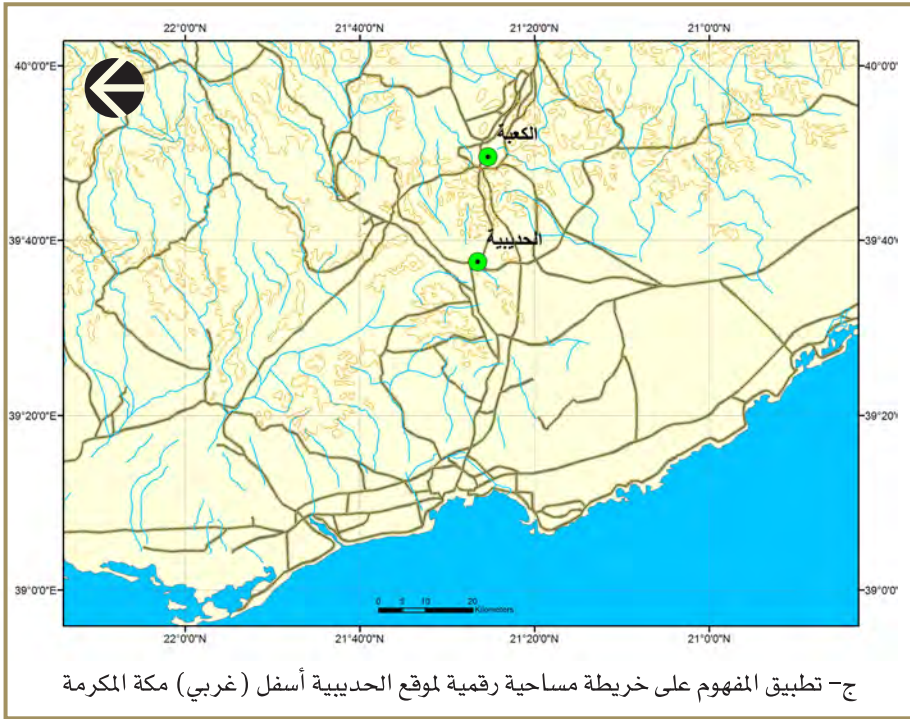 22°0'0"N 21°40'0"N 21°20'0"N 21°0'0"N
40°0'0"E 40°0'0"E
الكعبة
39°40'0"E 39°40'0"E
الحديبية
39°20'0"E 39°20'0"E
39°0'0"E 39°0'0"E
0 5 10 20
Kilometers
22°0'0"N 21°40'0"N 21°20'0"N 21°0'0"N
ج- تطبيق المفهوم على خريطة مساحية رقمية لموقع الحديبية أسفل (غربي) مكة المكرمة